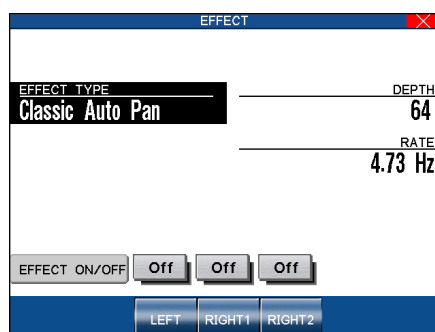 EFFECT
EFFECT TYPE
Classic Auto Pan
DEPTH
64
RATE
4.73 Hz
EFFECT ON/OFF Off Off Off
LEFT RIGHT1 RIGHT2